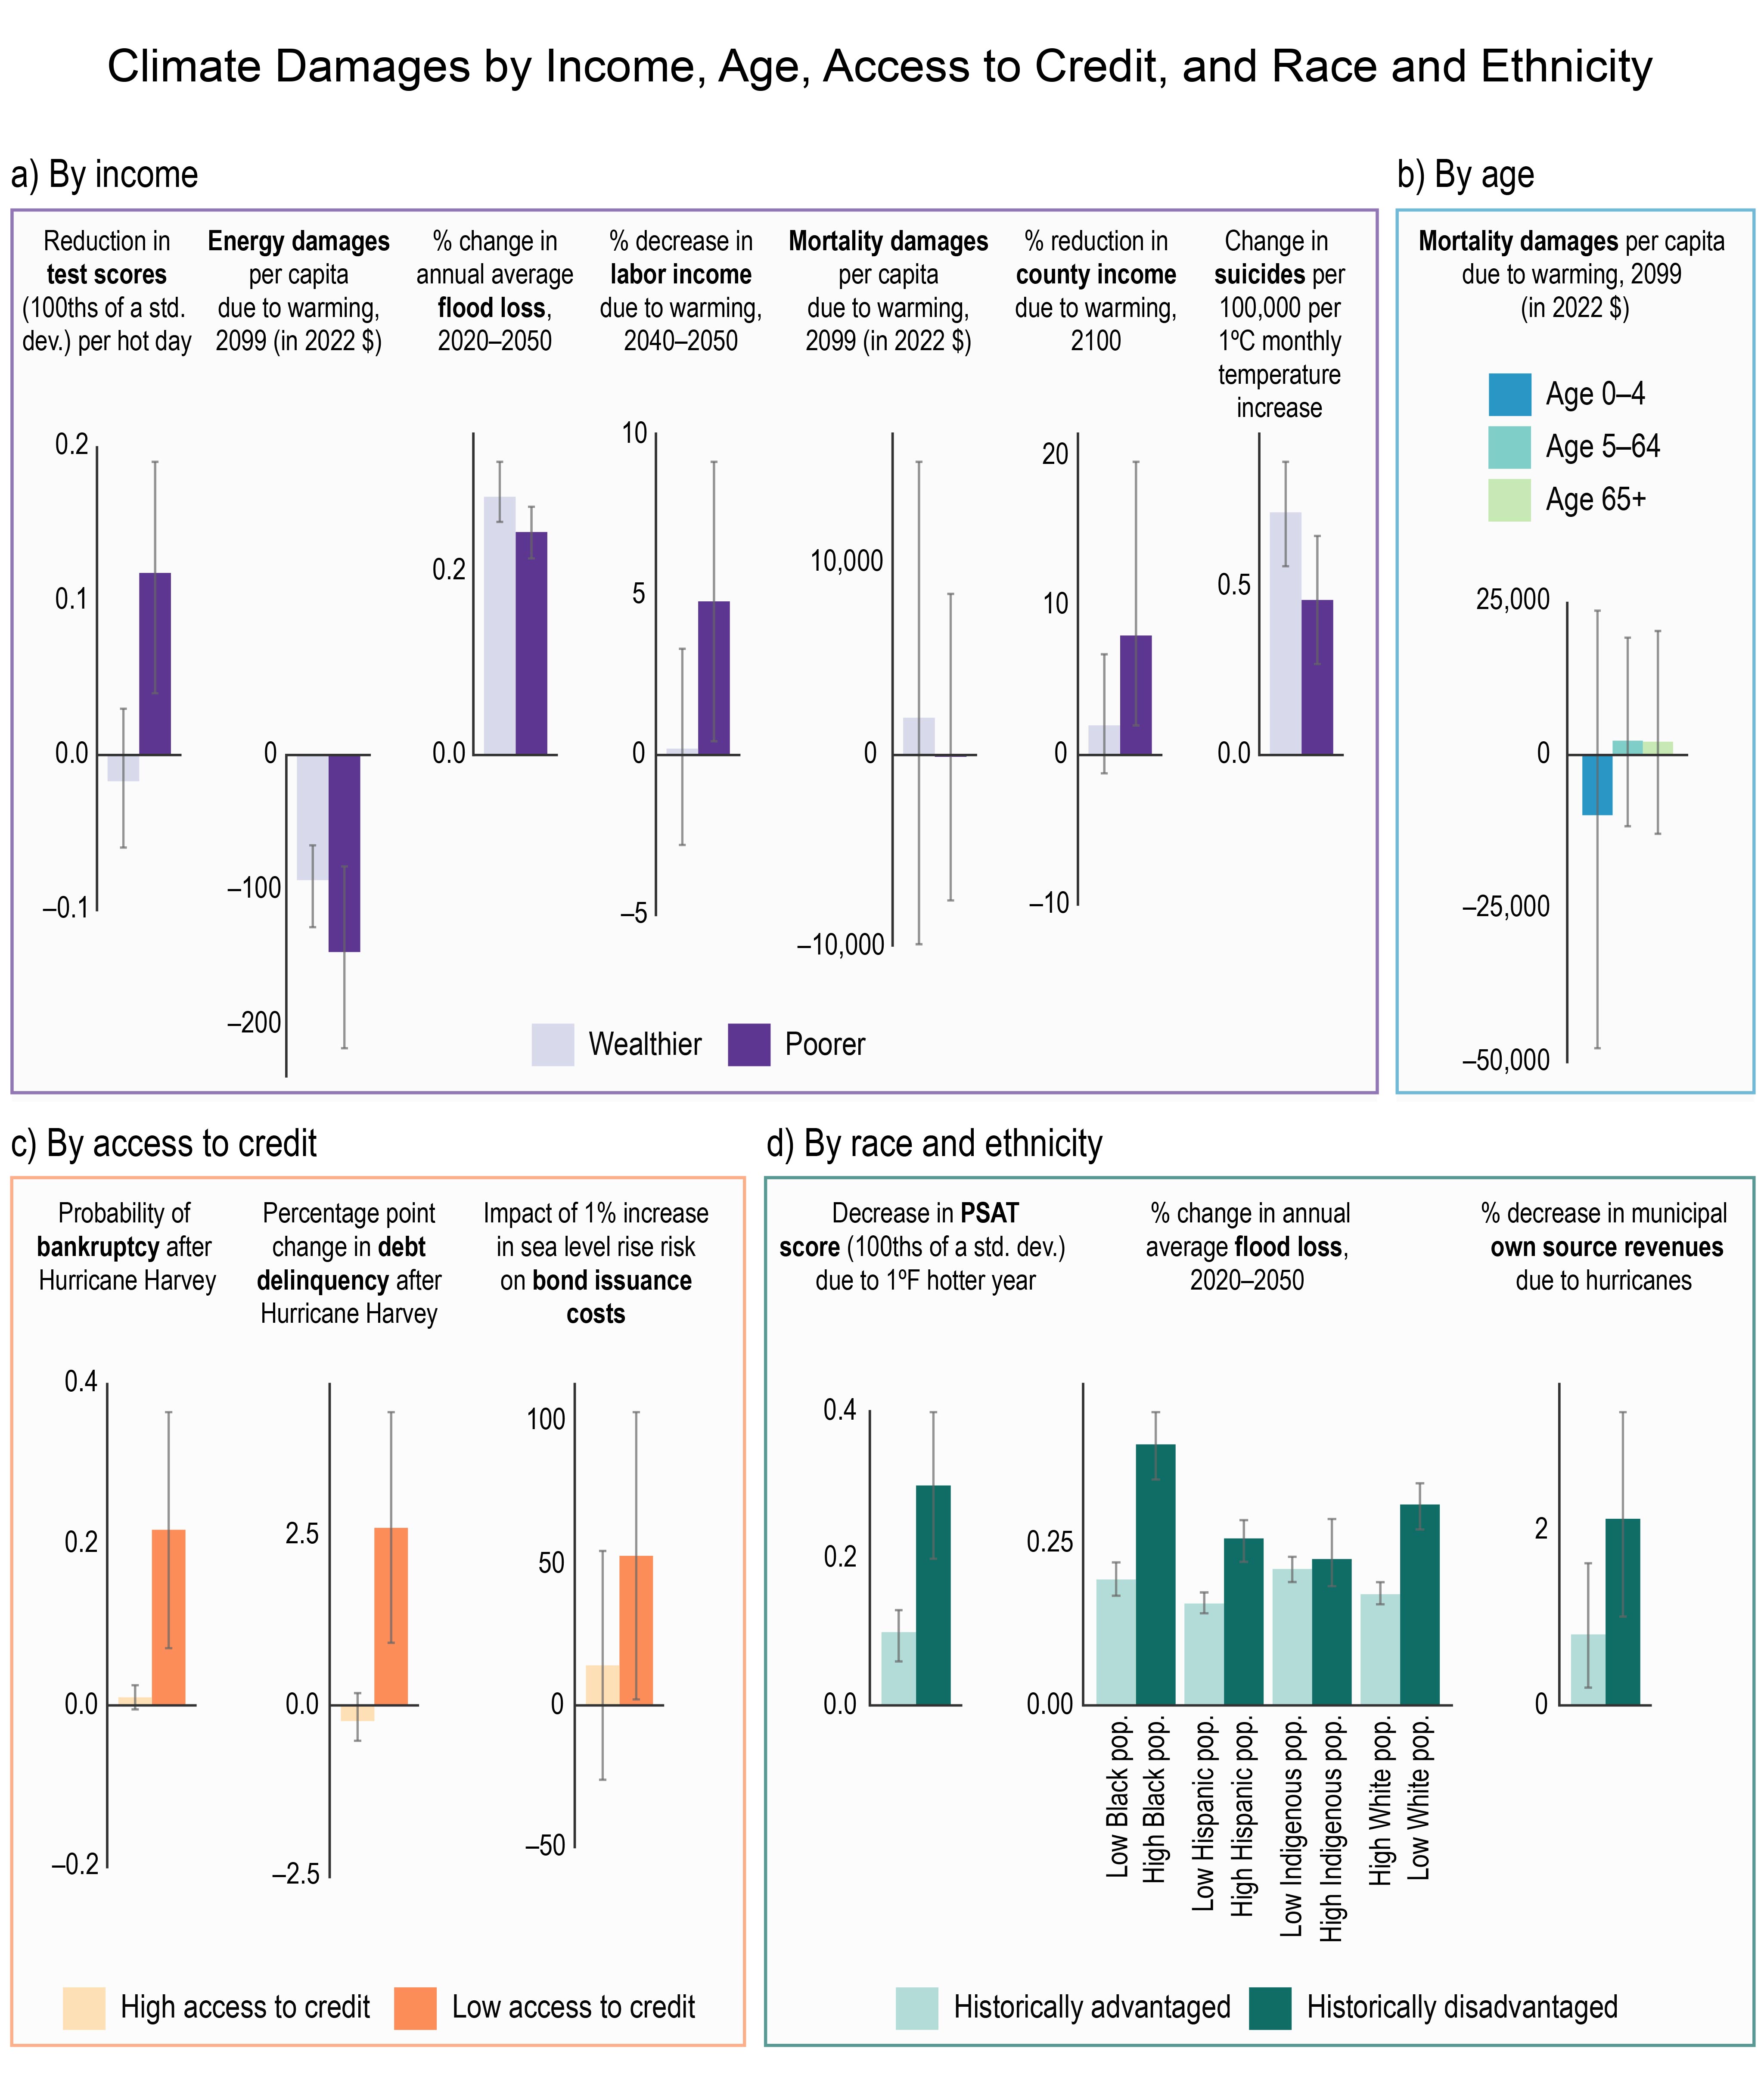 Climate Damages by Income, Age, Access to Credit, and Race and Ethnicity
a) By income
Reduction in
test scores
(100ths of a std.
dev.) per hot day
0.2
0.1
0.0
–0.1
Energy damages
per capita
due to warming,
2099 (in 2022 $)
0
–100
–200
% change in
annual average
flood loss,
2020–2050
0.2
0.0
% decrease in
labor income
due to warming,
2040–2050
10
5
0
–5
Mortality damages
per capita
due to warming,
2099 (in 2022 $)
10,000
0
–10,000
% reduction in
county income
due to warming,
2100
20
10
0
–10
Change in
suicides per
100,000 per
1ºC monthly
temperature
increase
0.5
0.0
Wealthier
Poorer
b) By age
Mortality damages per capita
due to warming, 2099
(in 2022 $)
Age 0–4
Age 5–64
Age 65+
25,000
0
–25,000
–50,000
c) By access to credit
Probability of
bankruptcy after
Hurricane Harvey
0.4
0.2
0.0
–0.2
Percentage point
change in debt
delinquency after
Hurricane Harvey
2.5
0.0
–2.5
Impact of 1% increase
in sea level rise risk
on bond issuance
costs
100
50
0
–50
High access to credit
Low access to credit
d) By race and ethnicity
Decrease in PSAT
score (100ths of a std. dev.)
due to 1ºF hotter year
0.4
0.2
0.0
% change in annual
average flood loss,
2020–2050
0.25
0.00
Low Black pop.
High Black pop.
Low Hispanic pop.
High Hispanic pop.
Low Indigenous pop.
High Indigenous pop.
High White pop.
Low White pop.
% decrease in municipal
own source revenues
due to hurricanes
2
0
Historically advantaged
Historically disadvantaged